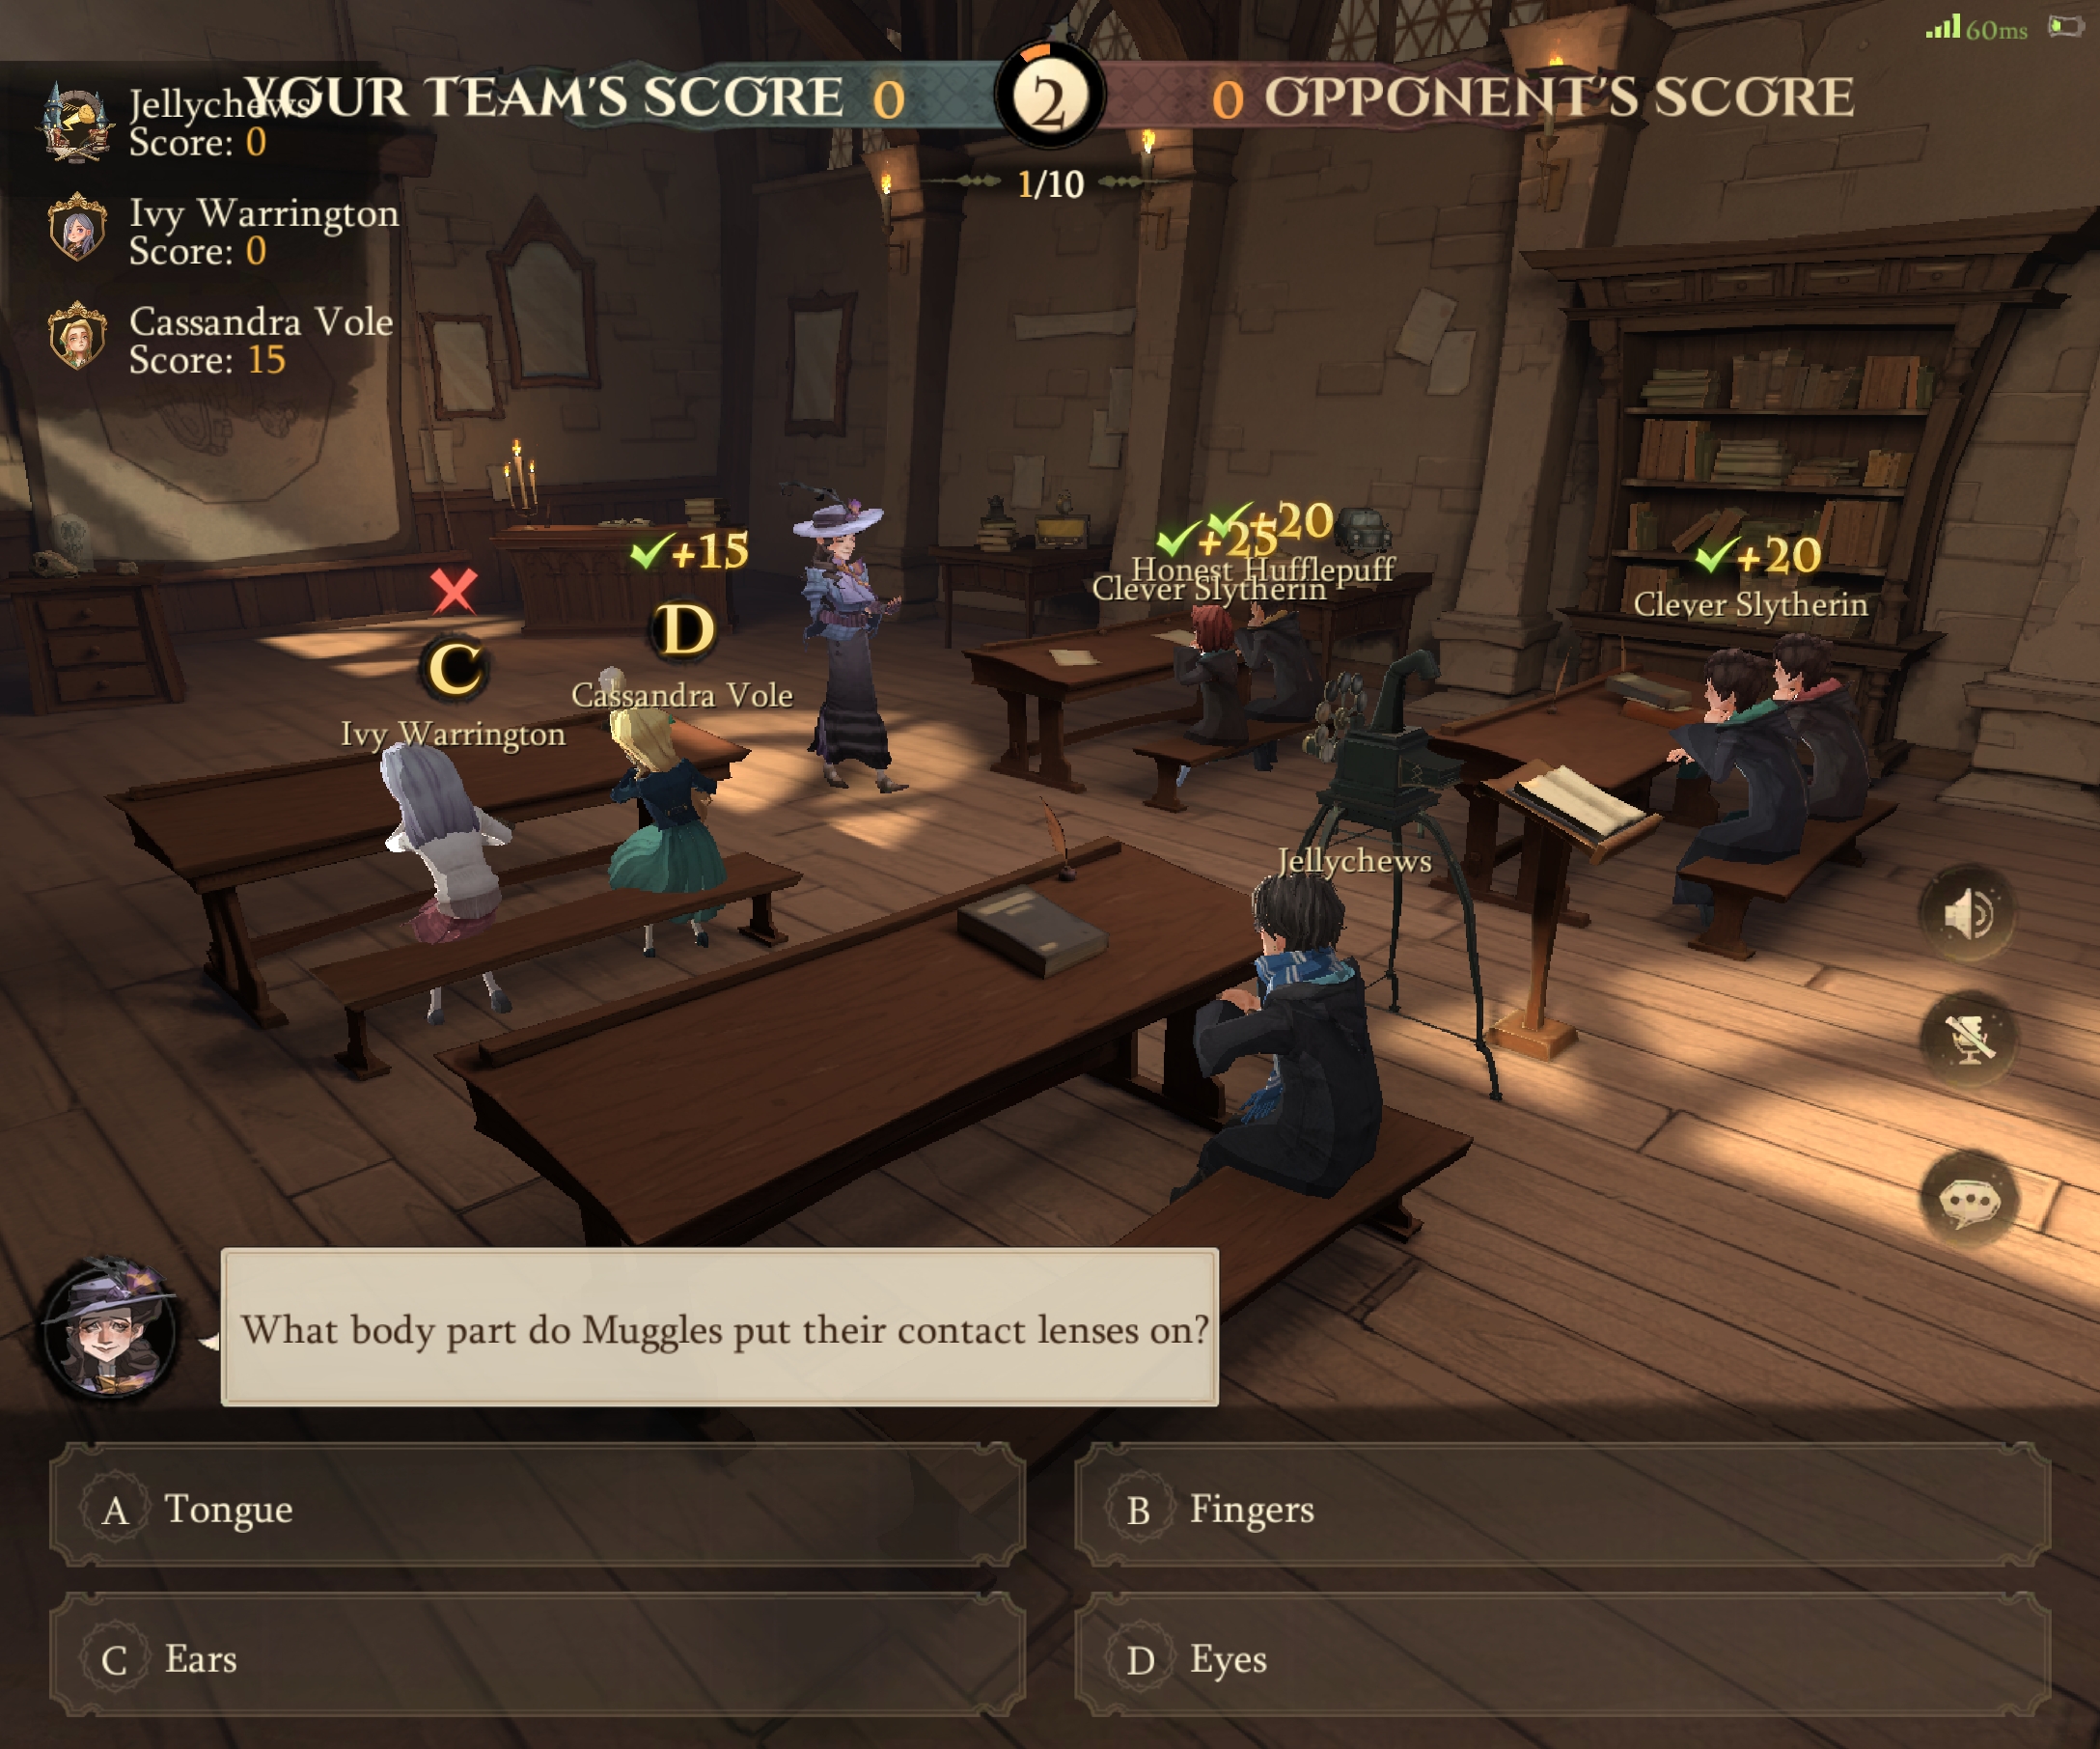 60ms
YOUR TEAM'S SCORE 0
2
0 OPPONENT'S SCORE
1/10
Jellychews
Score: 0
Ivy Warrington
Score: 0
Cassandra Vole
Score: 15
+15
+25
+20
+20
Honest Hufflepuff
Clever Slytherin
Clever Slytherin
C
D
Cassandra Vole
Ivy Warrington
Jellychews
What body part do Muggles put their contact lenses on?
A Tongue
B Fingers
C Ears
D Eyes